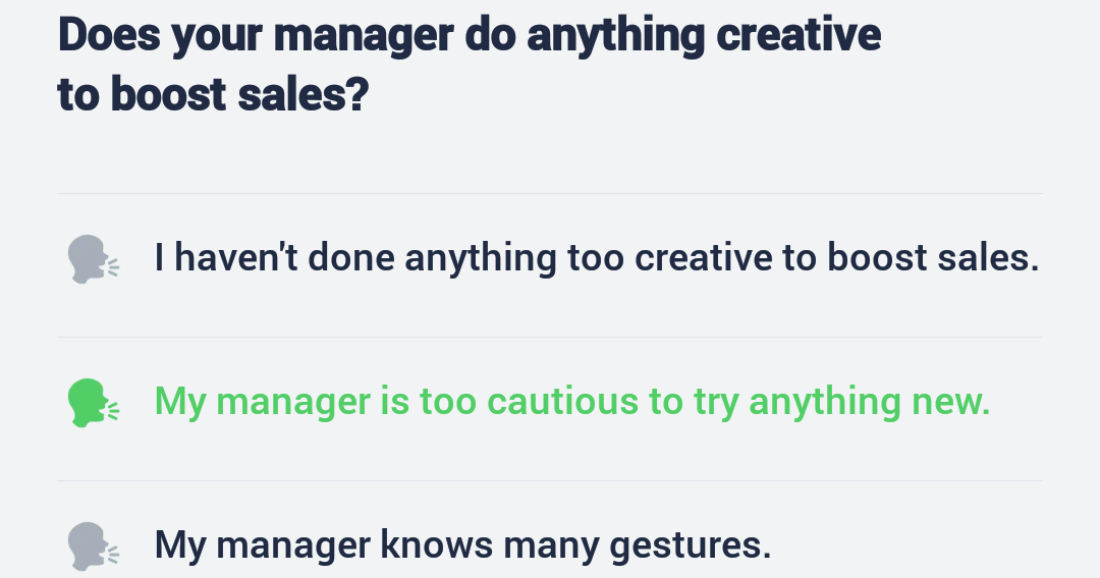 Does your manager do anything creative
to boost sales?
I haven't done anything too creative to boost sales.
My manager is too cautious to try anything new.
My manager knows many gestures.